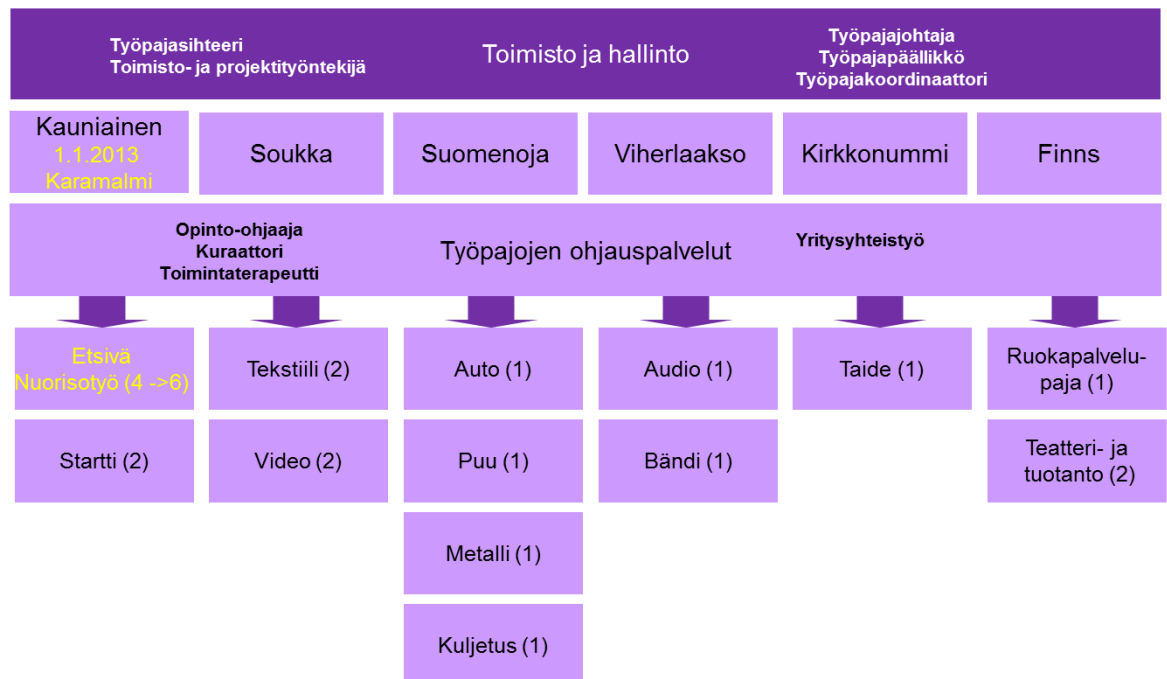 Työpajasihteeri
Toimisto- ja projektityöntekijä
Toimisto ja hallinto
Työpajajohtaja
Työpajapäällikkö
Työpajakoordinaattori
Kauniainen
1.1.2013
Karamalmi
Soukka
Suomenoja
Viherlaakso
Kirkkonummi
Finns
Opinto-ohjaaja
Kuraattori
Toimintaterapeutti
Työpajojen ohjauspalvelut
Yritysyhteistyö
Etsivä
Nuorisotyö (4 ->6)
Tekstiili (2)
Auto (1)
Audio (1)
Taide (1)
Ruokapalvelu-
paja (1)
Startti (2)
Video (2)
Puu (1)
Bändi (1)
Teatteri- ja
tuotanto (2)
Metalli (1)
Kuljetus (1)